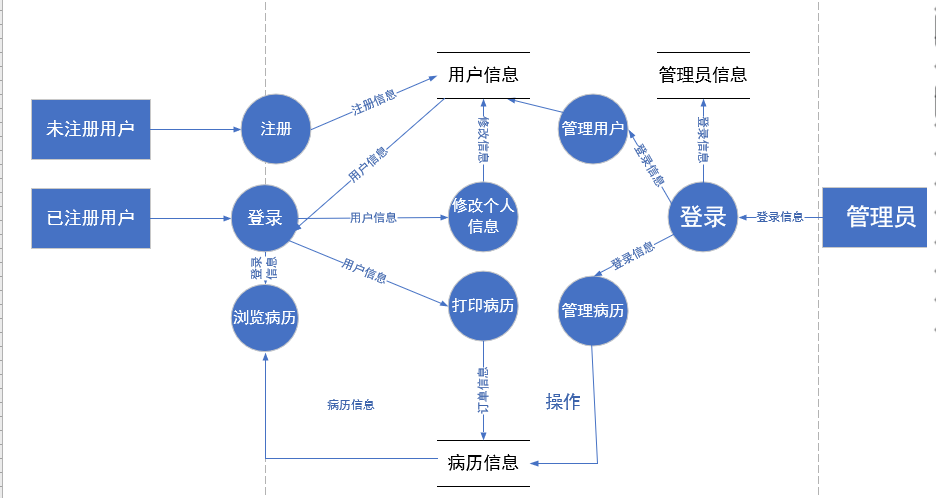 用户信息
管理员信息
未注册用户
注册
注册信息
管理用户
修改信息
登录信息
登录信息
用户信息
已注册用户
登录
用户信息
修改个人
信息
登录
登录信息
管理员
登录
信息
用户信息
登录信息
浏览病历
打印病历
管理病历
订单信息
病历信息
操作
病历信息